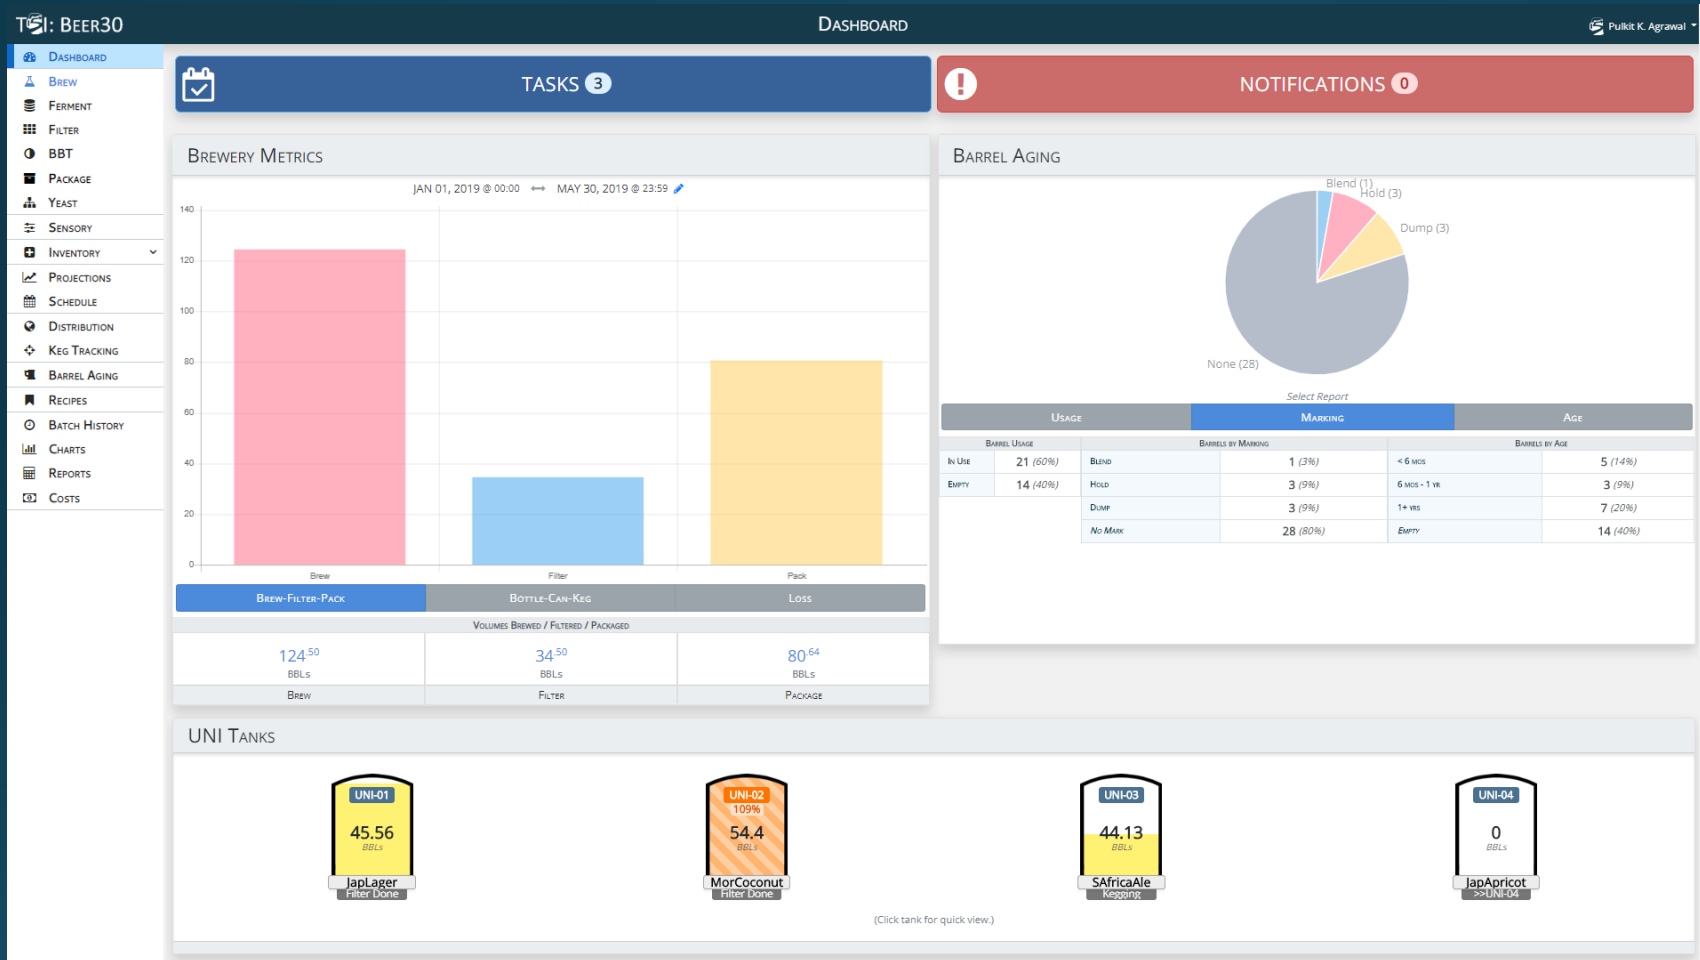 TSI: Beer30
Dashboard
Pulkit K. Agrawal
Dashboard
Brew
Ferment
Filter
BBT
Package
Yeast
Sensory
Inventory
Projections
Schedule
Distribution
Keg Tracking
Barrel Aging
Recipes
Batch History
Charts
Reports
Costs
TASKS 3
NOTIFICATIONS 0
Brewery Metrics
JAN 01, 2019 @ 00:00 ↔ MAY 30, 2019 @ 23:59
140
120
100
80
60
40
20
0
Brew Filter Pack
Brew-Filter-Pack Bottle-Can-Keg Loss
Volumes Brewed / Filtered / Packaged
124.50 34.50 80.64
BBLs BBLs BBLs
Brew Filter Package
Barrel Aging
Blend (1)
Hold (3)
Dump (3)
None (28)
Select Report
Usage Marking Age
Barrel Usage Barrels by Marking Barrels by Age
In Use 21 (60%) Blend 1 (3%) < 6 mos 5 (14%)
Empty 14 (40%) Hold 3 (9%) 6 mos - 1 yr 3 (9%)
Dump 3 (9%) 1+ yrs 7 (20%)
No Mark 28 (80%) Empty 14 (40%)
UNI Tanks
UNI-01
45.56
BBLs
JapLager
Filter Done
UNI-02
109%
54.4
BBLs
MorCoconut
Filter Done
UNI-03
44.13
BBLs
SAfricaAle
Kegging
UNI-04
0
BBLs
JapApricot
>>UNI-04
(Click tank for quick view.)